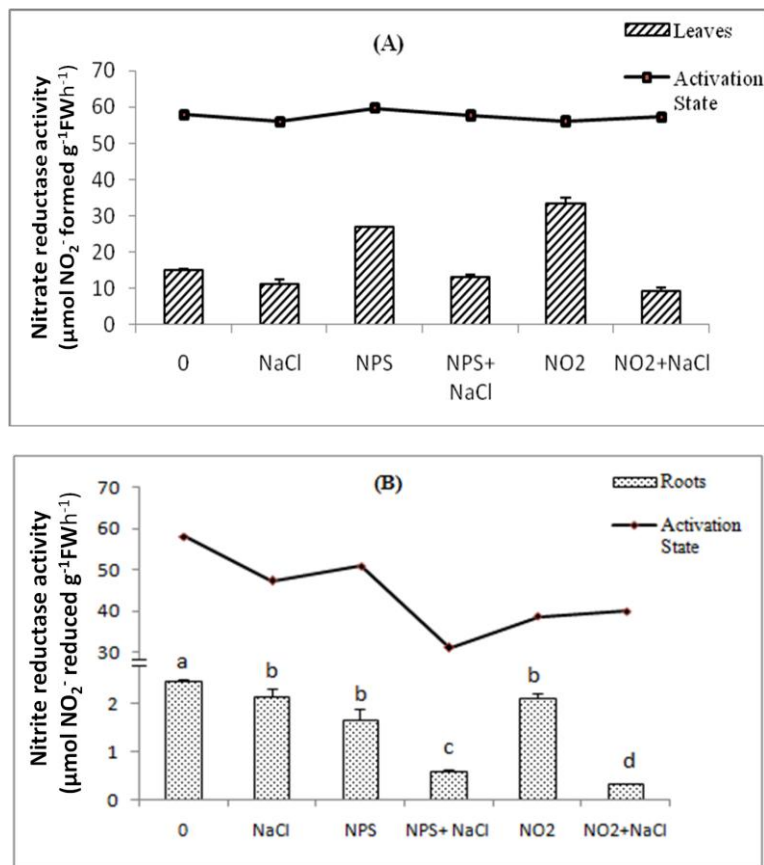 (A)
Leaves
Activation
State
Nitrate reductase activity
(µmol NO₂⁻ formed g⁻¹FWh⁻¹)
70
60
50
40
30
20
10
0
0 NaCl NPS NPS+ NO2 NO2+NaCl
NaCl
(B)
Roots
Activation
State
Nitrite reductase activity
(µmol NO₂⁻ reduced g⁻¹FWh⁻¹)
70
60
50
40
30
2
1
0
a b b c b d
0 NaCl NPS NPS+ NaCl NO2 NO2+NaCl